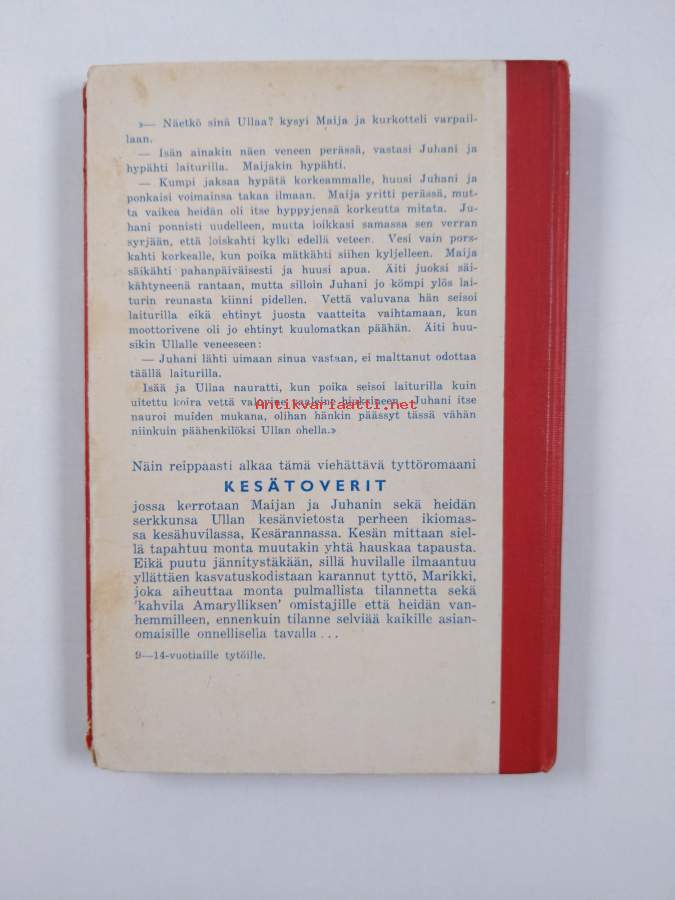 »— Näetkö sinä Ullaa? kysyi Maija ja kurkotteli varpail-
laan.
— Isän ainakin näen veneen perässä, vastasi Juhani ja
hypähti laiturilla. Maijakin hypähti.
— Kumpi jaksaa hypätä korkeammalle, huusi Juhani ja
ponkaisi voimainsa takaa ilmaan. Maija yritti perässä, mut-
ta vaikea heidän oli itse hyppyjensä korkeutta mitata. Ju-
hani ponnisti uudelleen, mutta loikkasi samassa sen verran
syrjään, että loiskahti kylki edellä veteen. Vesi vain pors-
kahti korkealle, kun poika mätkähti siihen kyljelleen. Maija
säikähti pahanpäiväisesti ja huusi apua. Äiti juoksi säi-
kähtyneenä rantaan, mutta silloin Juhani jo kömpi ylös lai-
turin reunasta kiinni pidellen. Vettä valuvana hän seisoi
laiturilla eikä ehtinyt juosta vaatteita vaihtamaan, kun
moottorivene oli jo ehtinyt kuulomatkan päähän. Äiti huu-
sikin Ullalle veneeseen:
— Juhani lähti uimaan sinua vastaan, ei malttanut odottaa
täällä laiturilla.
Isää ja Ullaa nauratti, kun poika seisoi laiturilla kuin
uitettu koira vettä valuvine hiuksineen. Juhani itse
nauroi muiden mukana, olihan hänkin päässyt tässä vähän
niinkuin päähenkilöksi Ullan ohella.»
Antikvariaatti.net
Näin reippaasti alkaa tämä viehättävä tyttöromaani
KESÄTOVERIT
jossa kerrotaan Maijan ja Juhanin sekä heidän
serkkunsa Ullan kesänvietosta perheen ikiomas-
sa kesähuvilassa, Kesärannassa. Kesän mittaan siel-
lä tapahtuu monta muutakin yhtä hauskaa tapausta.
Eikä puutu jännitystäkään, sillä huvilalle ilmaantuu
yllättäen kasvatuskodistaan karannut tyttö, Marikki,
joka aiheuttaa monta pulmallista tilannetta sekä
'kahvila Amarylliksen' omistajille että heidän van-
hemmilleen, ennenkuin tilanne selviää kaikille asian-
omaisille onnellisella tavalla . . .
9—14-vuotiaille tytöille.